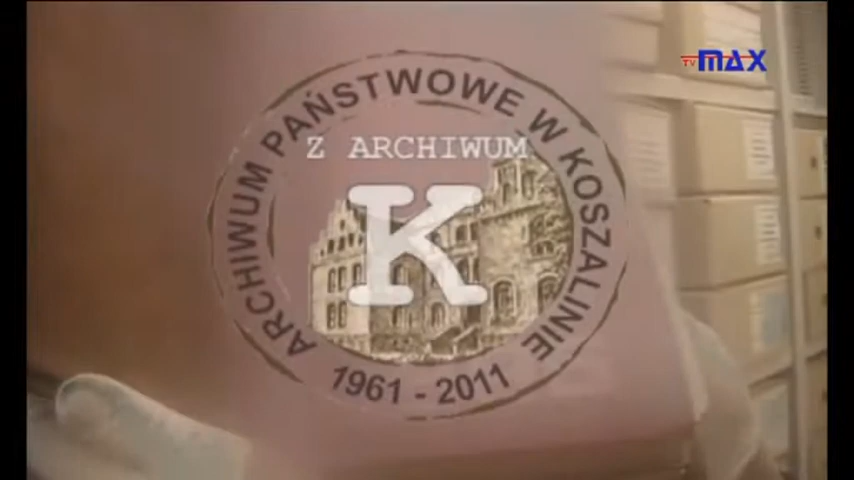 TV MAX
ARCHIWUM PAŃSTWOWE W KOSZALINIE
Z ARCHIWUM
K
1961 - 2011